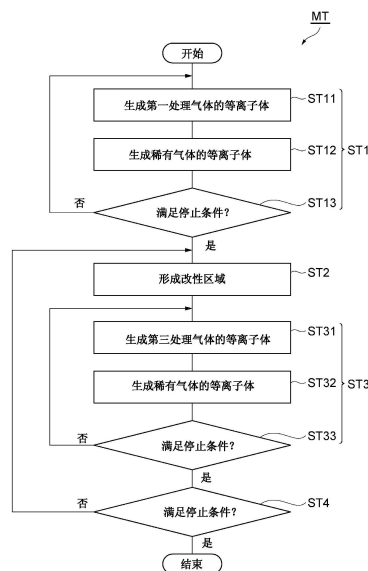 MT
开始
生成第一处理气体的等离子体
ST11
生成稀有气体的等离子体
ST12
ST1
满足停止条件?
ST13
否
是
形成改性区域
ST2
生成第三处理气体的等离子体
ST31
生成稀有气体的等离子体
ST32
ST3
满足停止条件?
ST33
否
是
满足停止条件?
ST4
否
是
结束